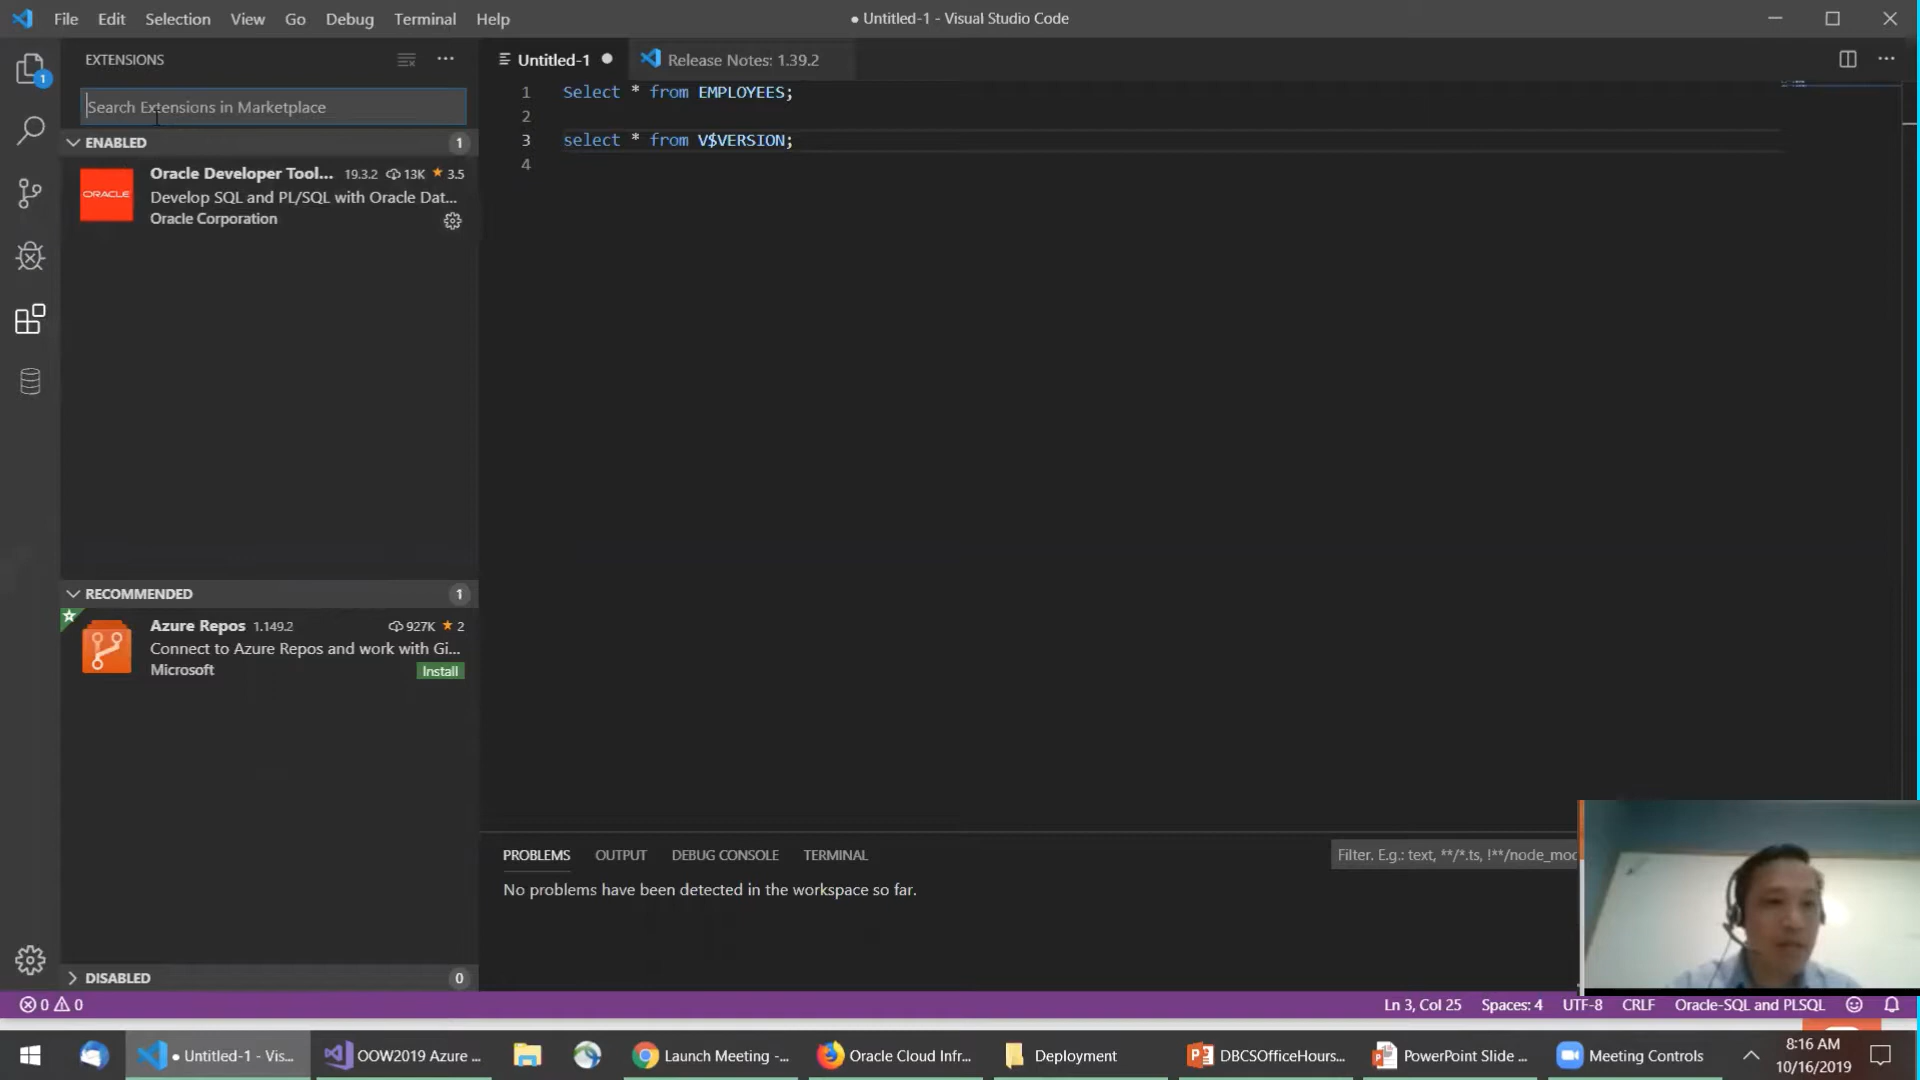 File Edit Selection View Go Debug Terminal Help
● Untitled-1 - Visual Studio Code
EXTENSIONS
Untitled-1
Release Notes: 1.39.2
1
Search Extensions in Marketplace
ENABLED 1
ORACLE
Oracle Developer Tool... 19.3.2 13K ★ 3.5
Develop SQL and PL/SQL with Oracle Dat...
Oracle Corporation
RECOMMENDED 1
Azure Repos 1.149.2 927K ★ 2
Connect to Azure Repos and work with Gi...
Microsoft
Install
DISABLED 0
1 Select * from EMPLOYEES;
2
3 select * from V$VERSION;
4
PROBLEMS OUTPUT DEBUG CONSOLE TERMINAL
Filter. E.g.: text, **/*.ts, !**/node_moc
No problems have been detected in the workspace so far.
0 0
Ln 3, Col 25 Spaces: 4 UTF-8 CRLF Oracle-SQL and PLSQL
● Untitled-1 - Vis...
OOW2019 Azure ...
Launch Meeting -...
Oracle Cloud Infr...
Deployment
DBCSOfficeHours...
PowerPoint Slide ...
Meeting Controls
8:16 AM
10/16/2019